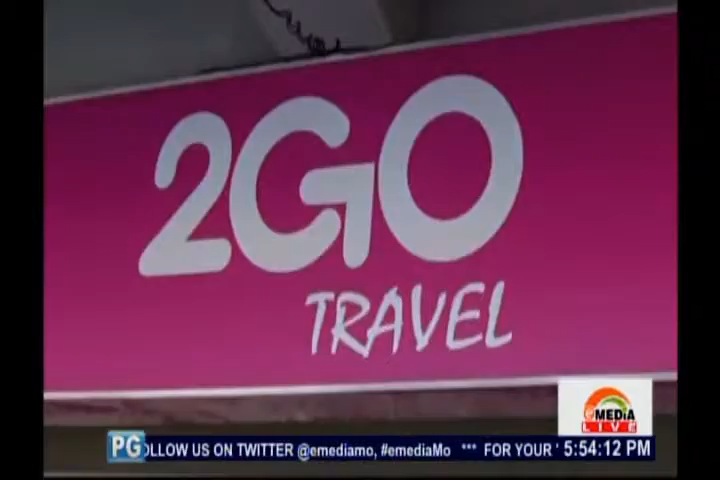 2GO
TRAVEL
eMEDiA
LIVE
PG
OLLOW US ON TWITTER @emediamo, #emediaMo *** FOR YOUR ' 5:54:12 PM